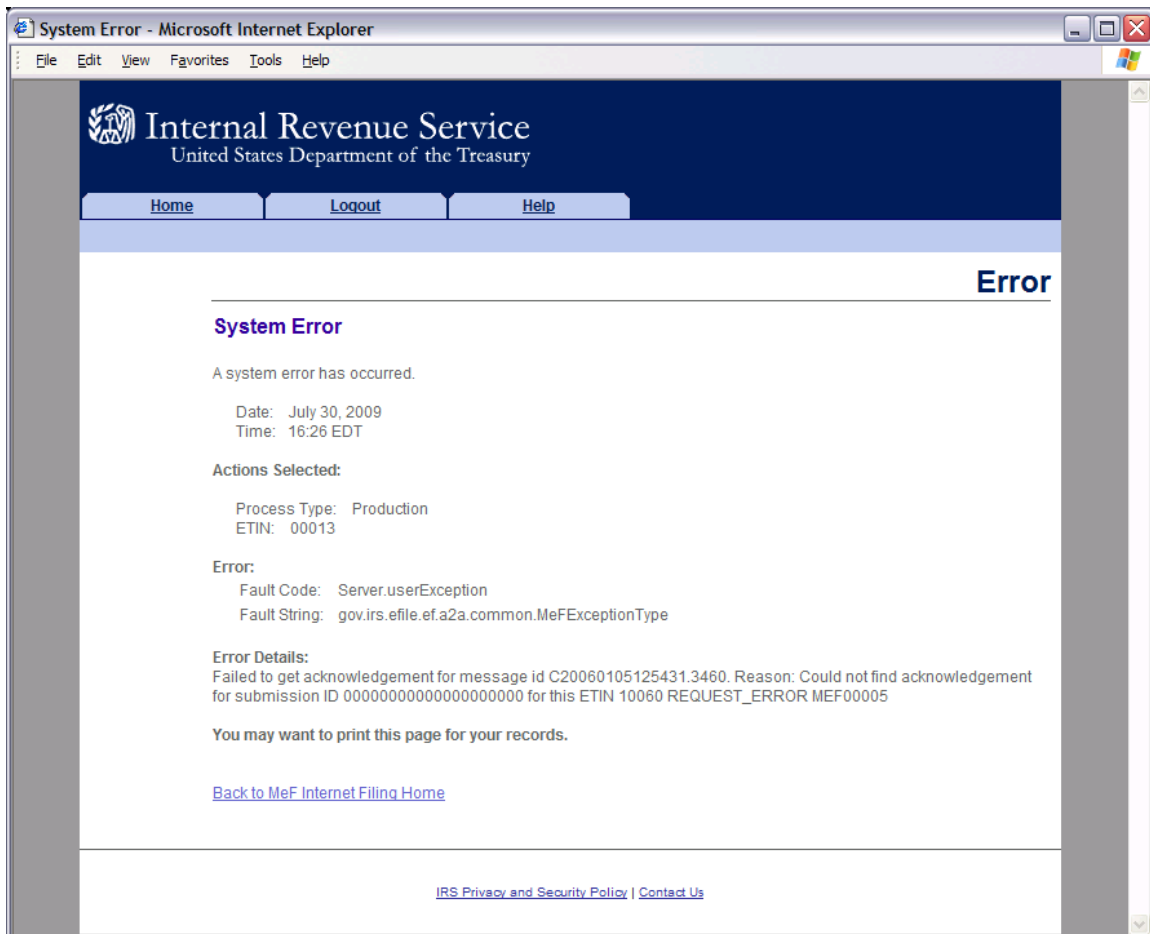 System Error - Microsoft Internet Explorer
File Edit View Favorites Tools Help
Internal Revenue Service
United States Department of the Treasury
Home Logout Help
Error
System Error
A system error has occurred.
Date: July 30, 2009
Time: 16:26 EDT
Actions Selected:
Process Type: Production
ETIN: 00013
Error:
Fault Code: Server.userException
Fault String: gov.irs.efile.ef.a2a.common.MeFExceptionType
Error Details:
Failed to get acknowledgement for message id C20060105125431.3460. Reason: Could not find acknowledgement
for submission ID 00000000000000000000 for this ETIN 10060 REQUEST_ERROR MEF00005
You may want to print this page for your records.
Back to MeF Internet Filing Home
IRS Privacy and Security Policy | Contact Us